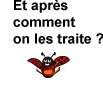 Et après
comment
on les traite ?